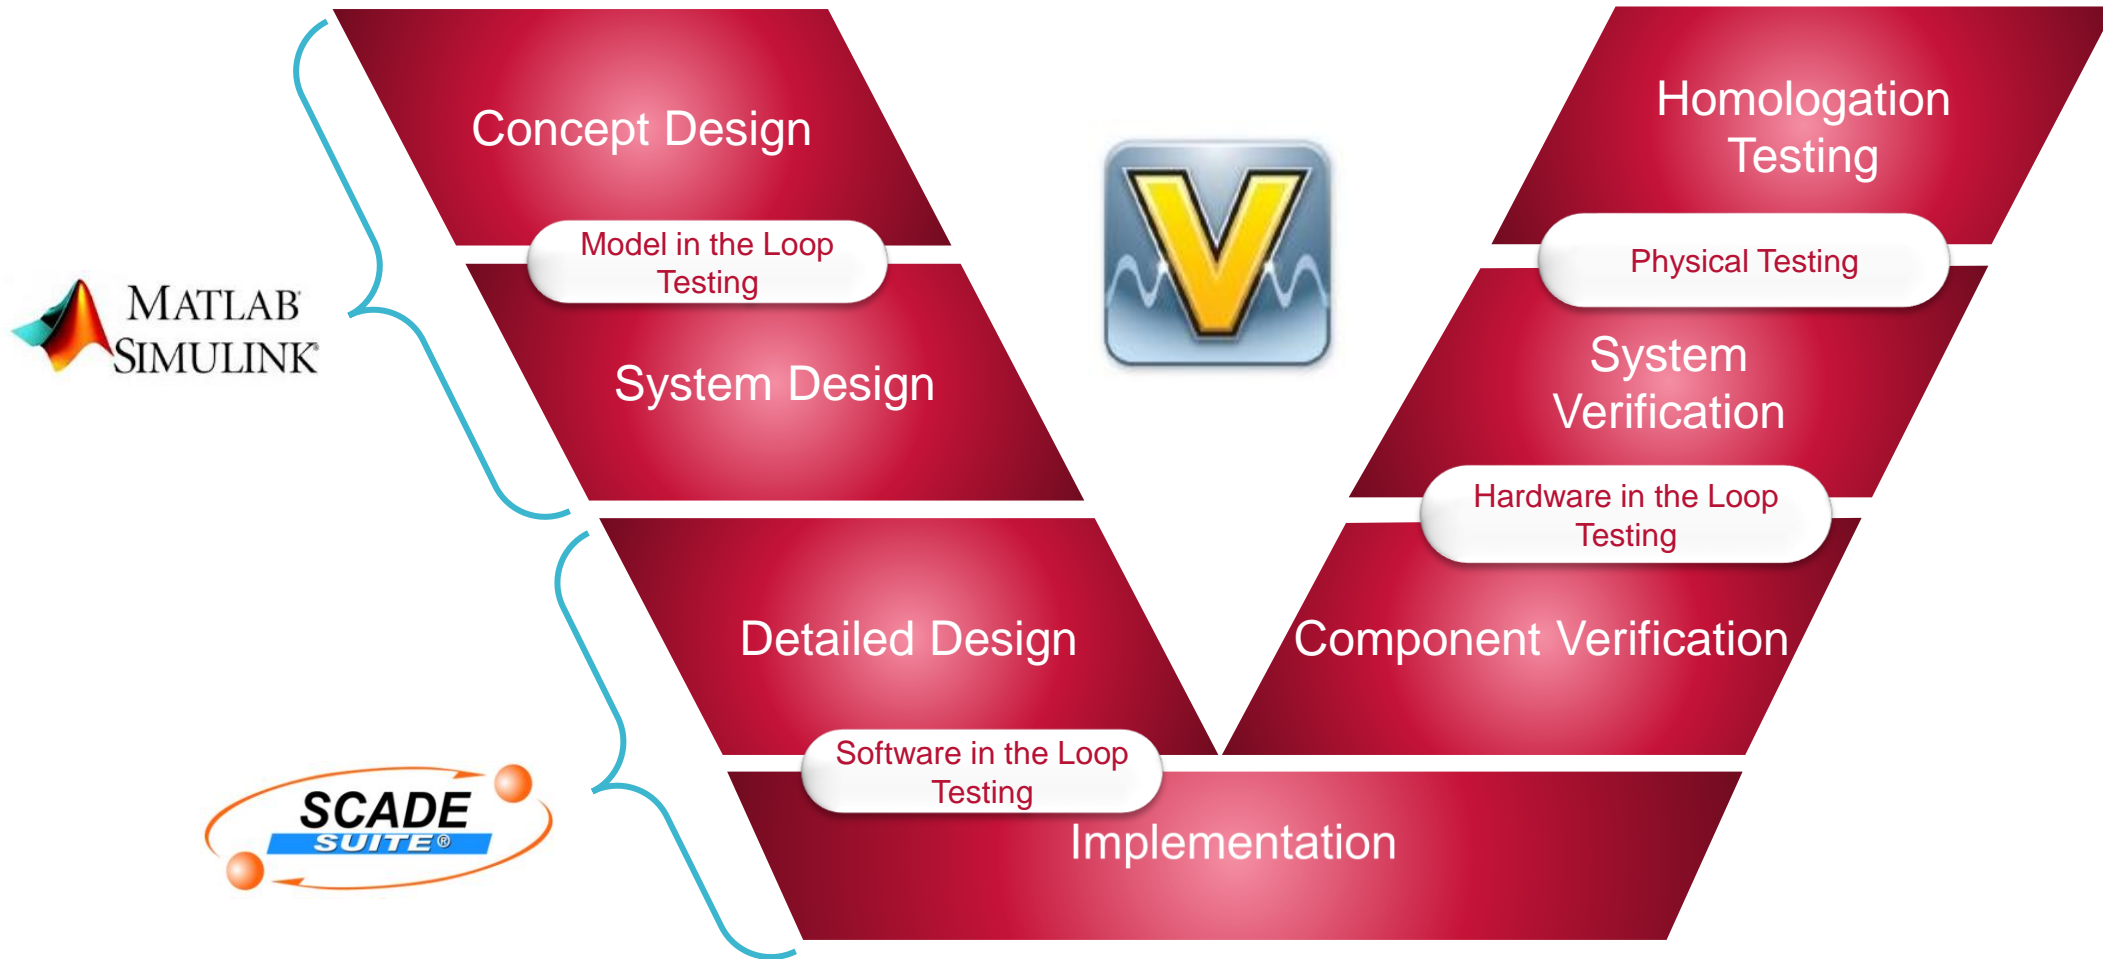 Concept Design
Model in the Loop
Testing
MATLAB
SIMULINK®
System Design
Detailed Design
Software in the Loop
Testing
SCADE
SUITE®
Implementation
V
Homologation
Testing
Physical Testing
System
Verification
Hardware in the Loop
Testing
Component Verification